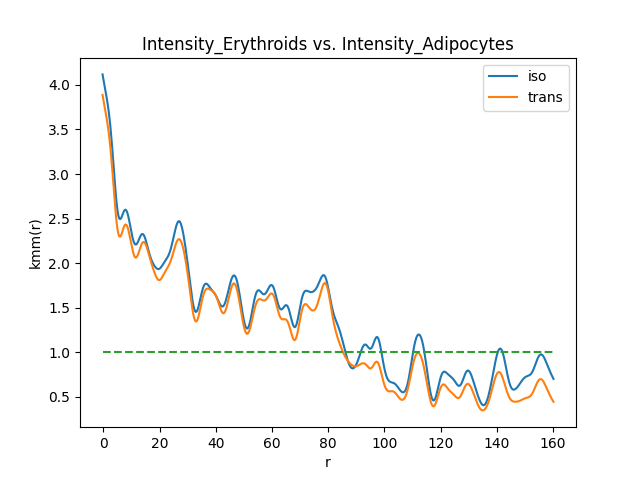 Intensity_Erythroids vs. Intensity_Adipocytes
iso
trans
kmm(r)
4.0
3.5
3.0
2.5
2.0
1.5
1.0
0.5
0 20 40 60 80 100 120 140 160
r